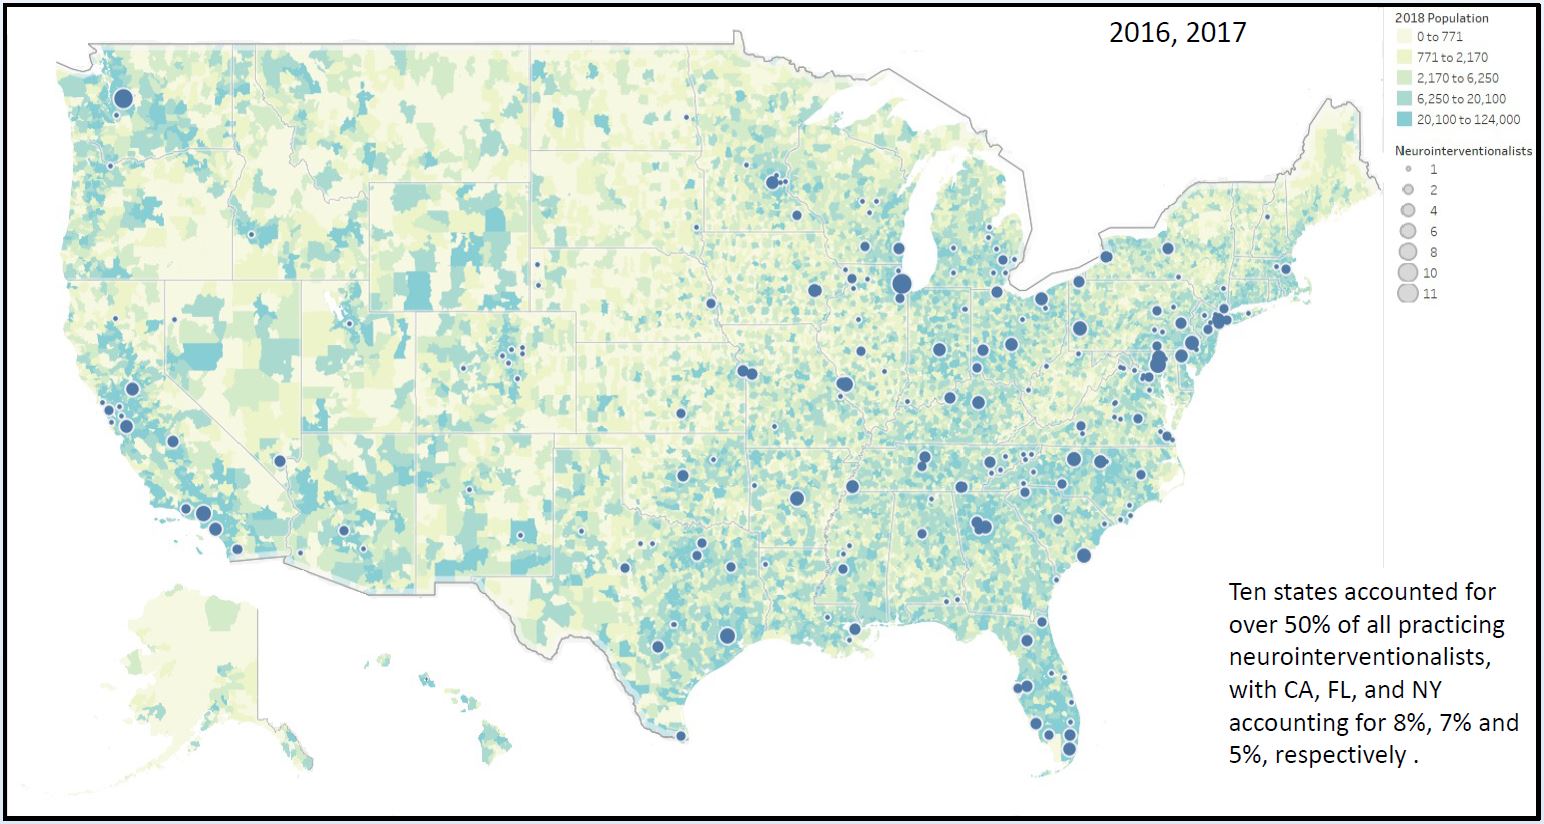 2016, 2017
2018 Population
0 to 771
771 to 2,170
2,170 to 6,250
6,250 to 20,100
20,100 to 124,000
Neurointerventionalists
1
2
4
6
8
10
11
Ten states accounted for
over 50% of all practicing
neurointerventionalists,
with CA, FL, and NY
accounting for 8%, 7% and
5%, respectively .